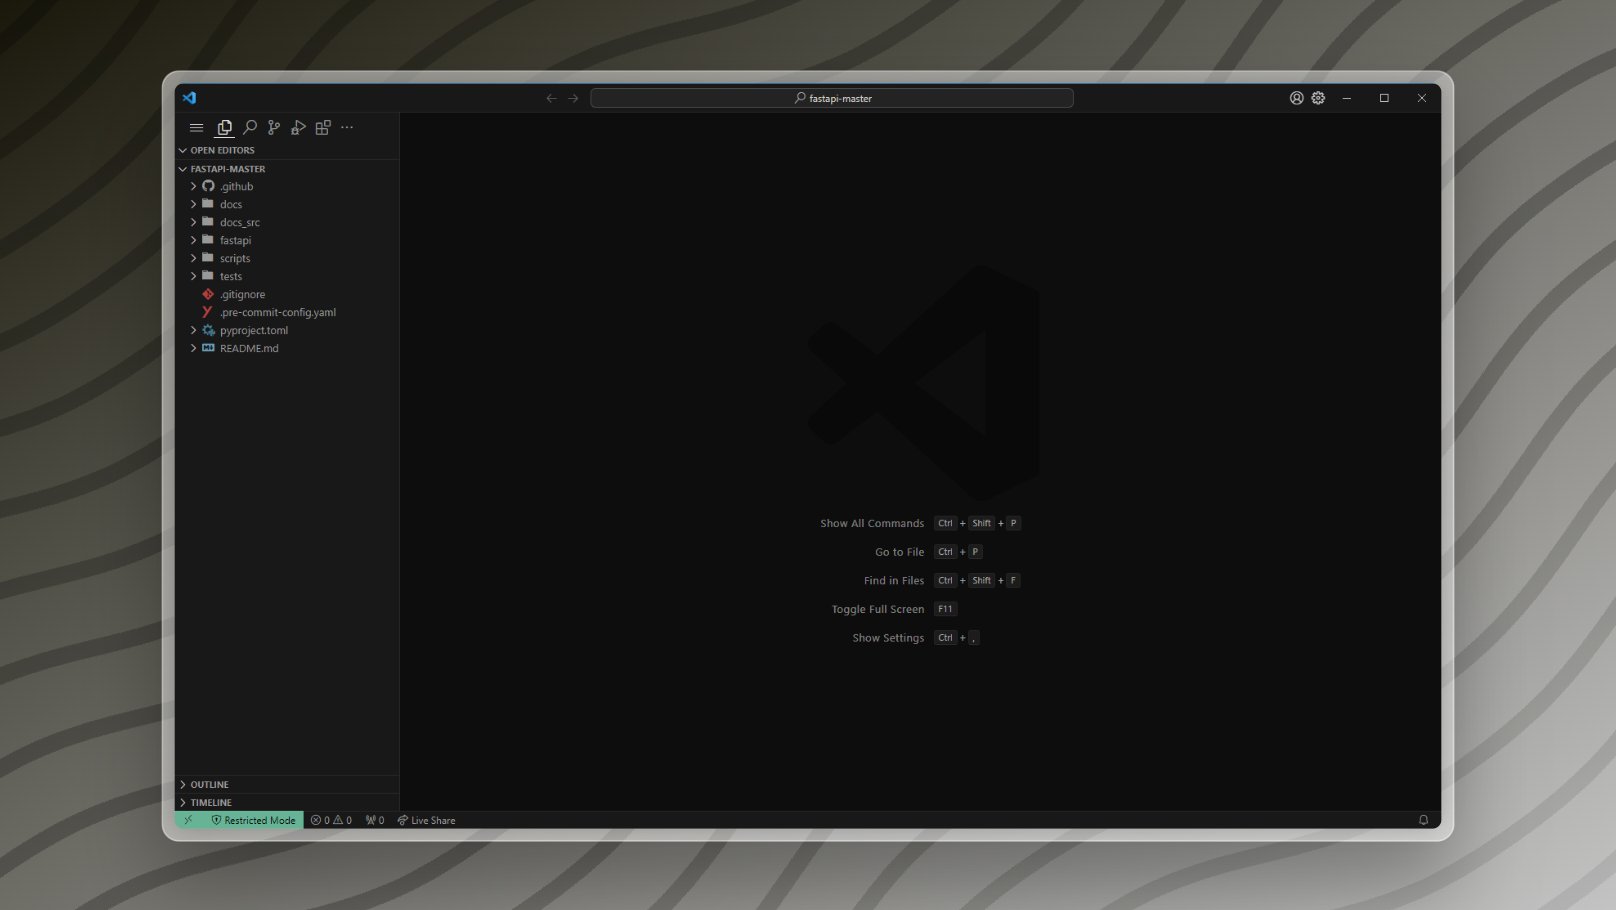 fastapi-master
OPEN EDITORS
FASTAPI-MASTER
.github
docs
docs_src
fastapi
scripts
tests
.gitignore
.pre-commit-config.yaml
pyproject.toml
README.md
Show All Commands Ctrl + Shift + P
Go to File Ctrl + P
Find in Files Ctrl + Shift + F
Toggle Full Screen F11
Show Settings Ctrl + ,
OUTLINE
TIMELINE
Restricted Mode 0 0 0 Live Share